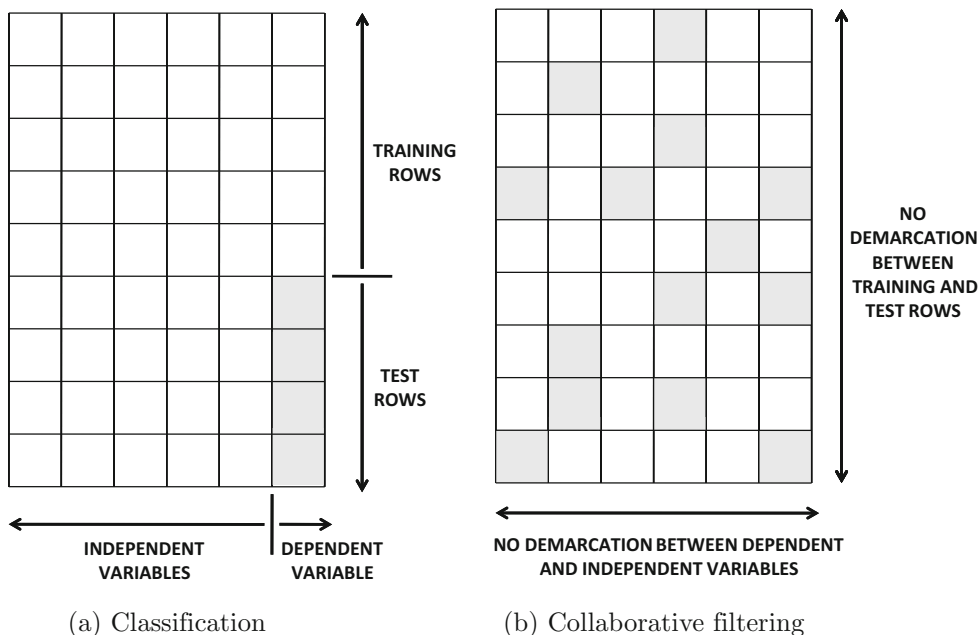 TRAINING
ROWS
TEST
ROWS
INDEPENDENT
VARIABLES
DEPENDENT
VARIABLE
(a) Classification
NO
DEMARCATION
BETWEEN
TRAINING AND
TEST ROWS
NO DEMARCATION BETWEEN DEPENDENT
AND INDEPENDENT VARIABLES
(b) Collaborative filtering